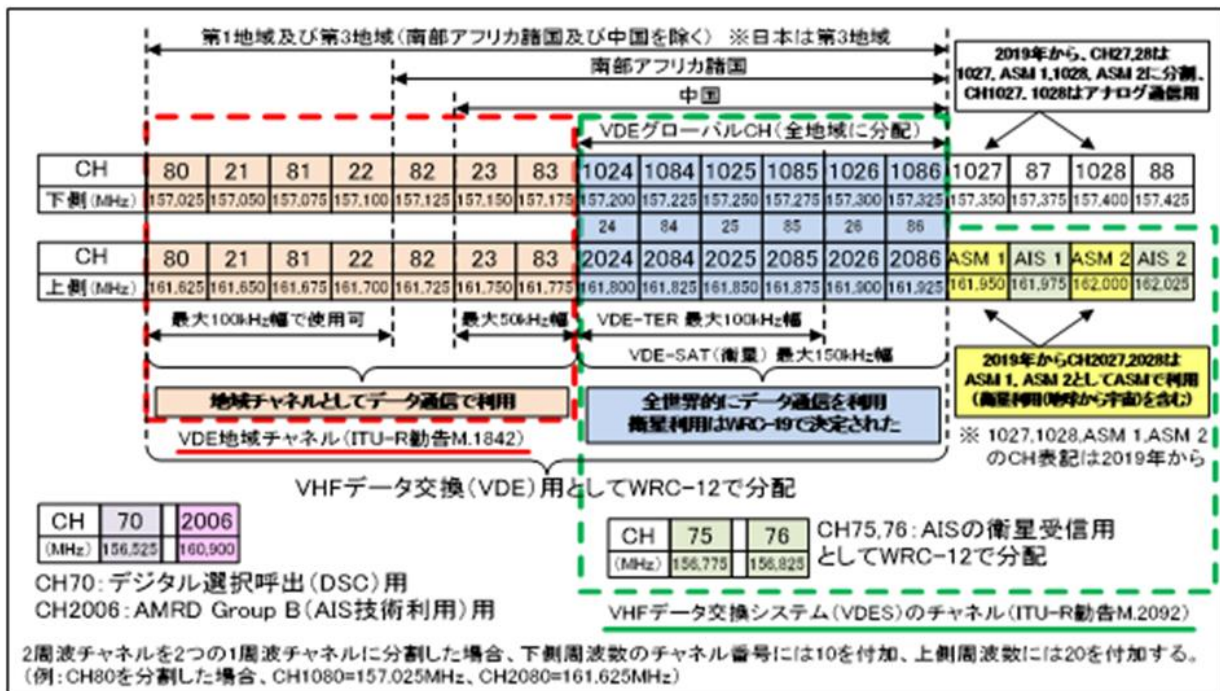 第1地域及び第3地域(南部アフリカ諸国及び中国を除く) ※日本は第3地域
南部アフリカ諸国
中国
VDEグローバルCH(全地域に分配)
2019年から、CH27,28は
1027, ASM 1,1028, ASM 2に分割、
CH1027, 1028はアナログ通信用
CH 80 21 81 22 82 23 83 1024 1084 1025 1085 1026 1086 1027 87 1028 88
下側(MHz) 157,025 157,050 157,075 157,100 157,125 157,150 157,175 157,200 157,225 157,250 157,275 157,300 157,325 157,350 157,375 157,400 157,425
24 84 25 85 26 86
CH 80 21 81 22 82 23 83 2024 2084 2025 2085 2026 2086 ASM 1 AIS 1 ASM 2 AIS 2
上側(MHz) 161,625 161,650 161,675 161,700 161,725 161,750 161,775 161,800 161,825 161,850 161,875 161,900 161,925 161,950 161,975 162,000 162,025
最大100kHz幅で使用可
最大50kHz幅
VDE-TER 最大100kHz幅
VDE-SAT(衛星) 最大150kHz幅
地域チャネルとしてデータ通信で利用
全世界的にデータ通信を利用
衛星利用はWRC-19で決定された
2019年からCH2027,2028は
ASM 1, ASM 2としてASMで利用
(衛星利用(地球から宇宙)を含む)
VDE地域チャネル(ITU-R勧告M.1842)
※ 1027,1028,ASM 1,ASM 2
のCH表記は2019年から
VHFデータ交換(VDE)用としてWRC-12で分配
CH 70 2006
(MHz) 156,525 160,900
CH70:デジタル選択呼出(DSC)用
CH2006:AMRD Group B(AIS技術利用)用
CH 75 76
(MHz) 156,775 156,825
CH75,76:AISの衛星受信用
としてWRC-12で分配
VHFデータ交換システム(VDES)のチャネル(ITU-R勧告M.2092)
2周波チャネルを2つの1周波チャネルに分割した場合、下側周波数のチャネル番号には10を付加、上側周波数には20を付加する。
(例:CH80を分割した場合、CH1080=157.025MHz、CH2080=161.625MHz)